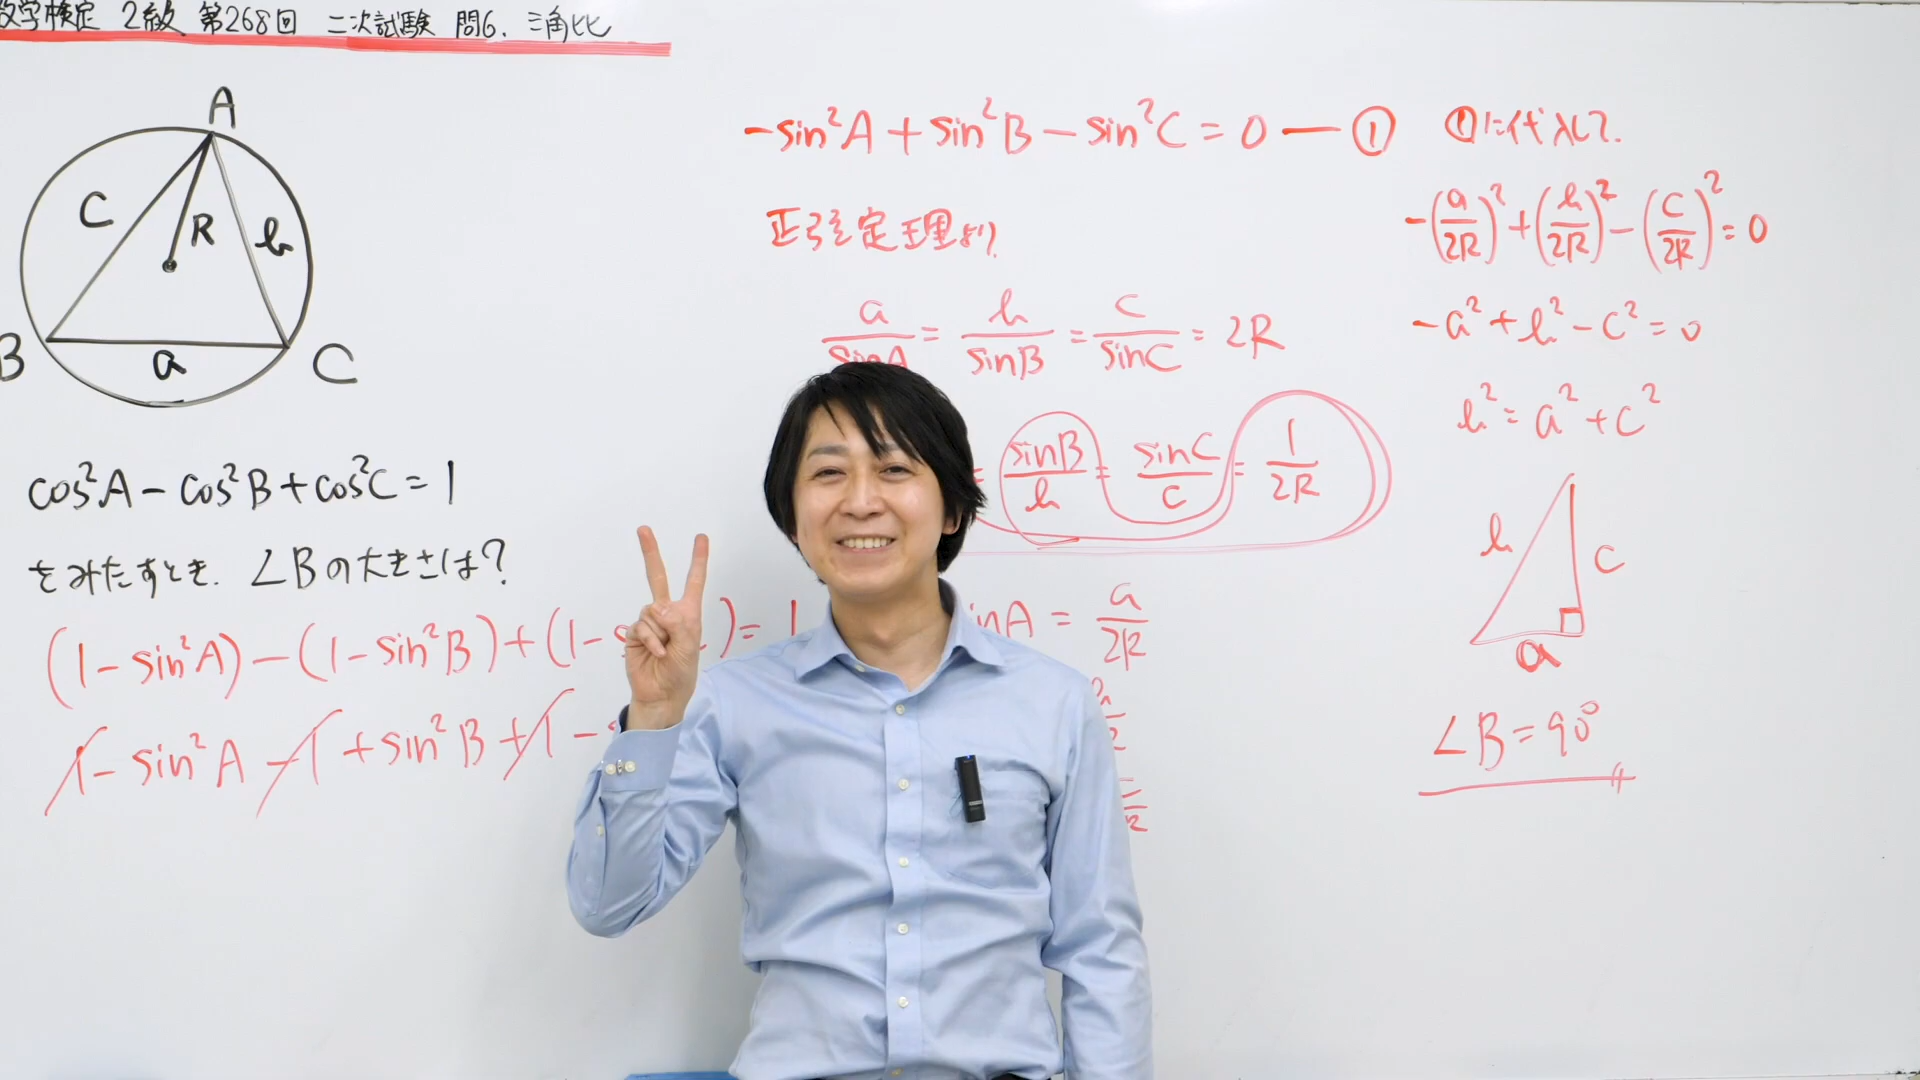 数学検定 2級 第268回 二次試験 問6. 三角比
A
C
R
b
B
a
C
cos²A - cos²B + cos²C = 1
をみたすとき. ∠Bの大きさは?
(1 - sin²A) - (1 - sin²B) + (1 - s )= 1
1 - sin²A - 1 + sin²B + 1 -
-sin²A + sin²B - sin²C = 0 — ①
正弦定理より
a/sinA = b/sinB = c/sinC = 2R
= sinB/b = sinC/c = 1/2R
inA = a/2R
①に代入して.
-(a/2R)² + (b/2R)² - (c/2R)² = 0
-a² + b² - c² = 0
b² = a² + c²
b
c
a
∠B = 90°